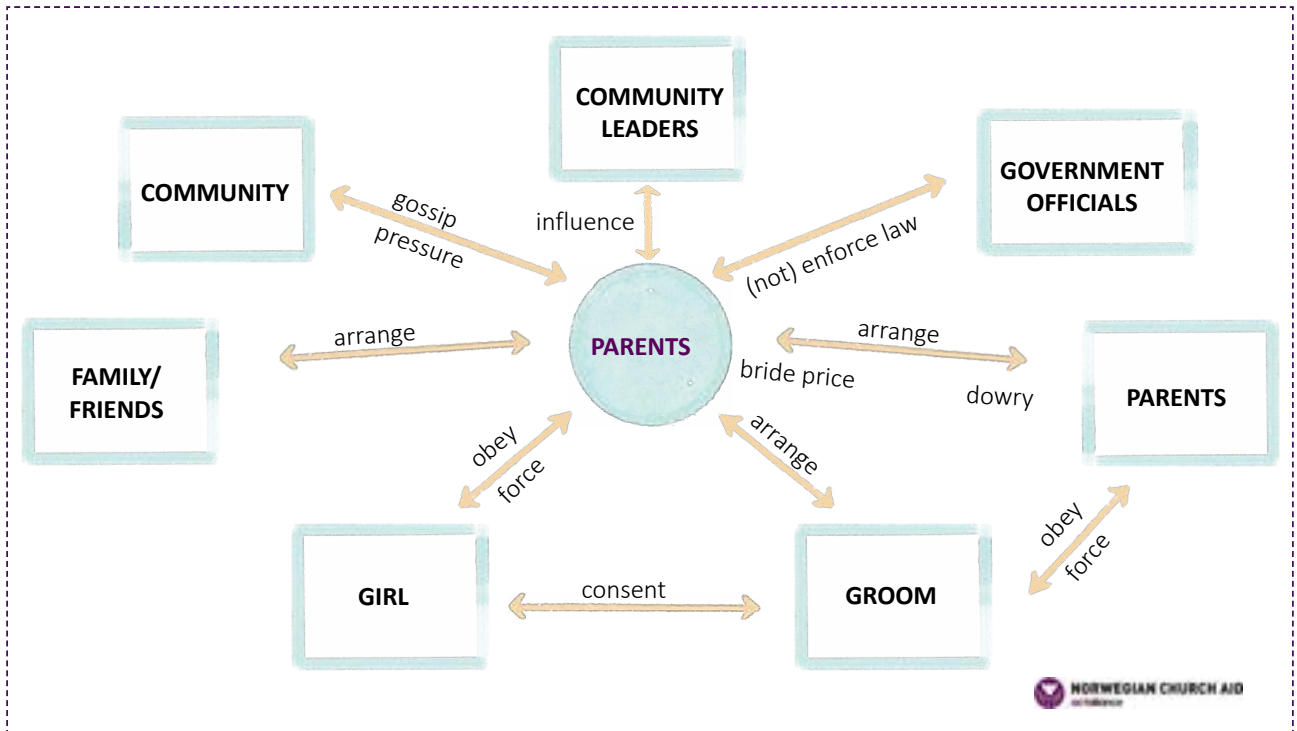 COMMUNITY
LEADERS
COMMUNITY
GOVERNMENT
OFFICIALS
gossip
pressure
influence
(not) enforce law
FAMILY/
FRIENDS
arrange
PARENTS
arrange
bride price
dowry
PARENTS
obey
force
arrange
obey
force
GIRL
consent
GROOM
NORWEGIAN CHURCH AID
actalliance